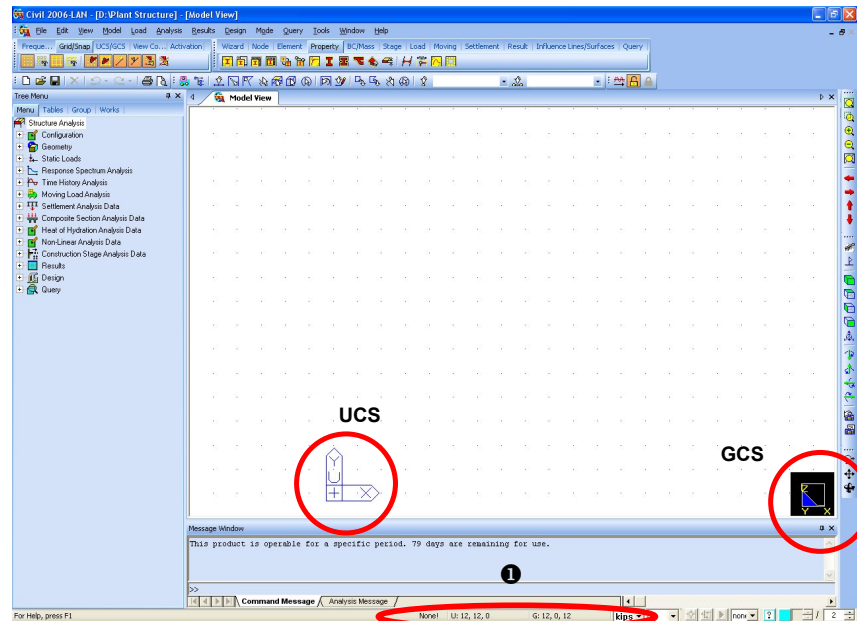 Civil 2006-LAN - [D:\Plant Structure] - [Model View]
File Edit View Model Load Analysis Results Design Mode Query Tools Window Help
Freque... Grid/Snap UCS/GCS View Co... Activation Wizard Node Element Property BC/Mass Stage Load Moving Settlement Result Influence Lines/Surfaces Query
Tree Menu
Model View
Menu Tables Group Works
Structure Analysis
Configuration
Geometry
Static Loads
Response Spectrum Analysis
Time History Analysis
Moving Load Analysis
Settlement Analysis Data
Composite Section Analysis Data
Heat of Hydration Analysis Data
Non-Linear Analysis Data
Construction Stage Analysis Data
Results
Design
Query
UCS
Y
U
X
GCS
Z
Y X
Message Window
This product is operable for a specific period. 79 days are remaining for use.
❶
>>
Command Message Analysis Message
For Help, press F1 None! U: 12, 12, 0 G: 12, 0, 12 kips non ? / 2